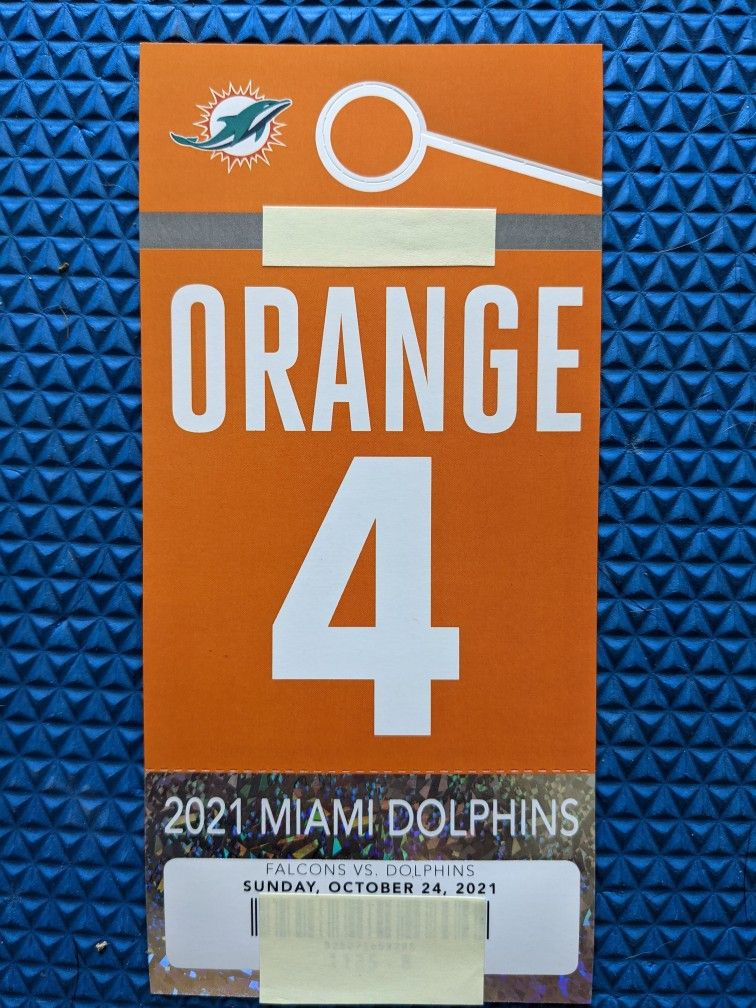 ORANGE
4
2021 MIAMI DOLPHINS
FALCONS VS. DOLPHINS
SUNDAY, OCTOBER 24, 2021